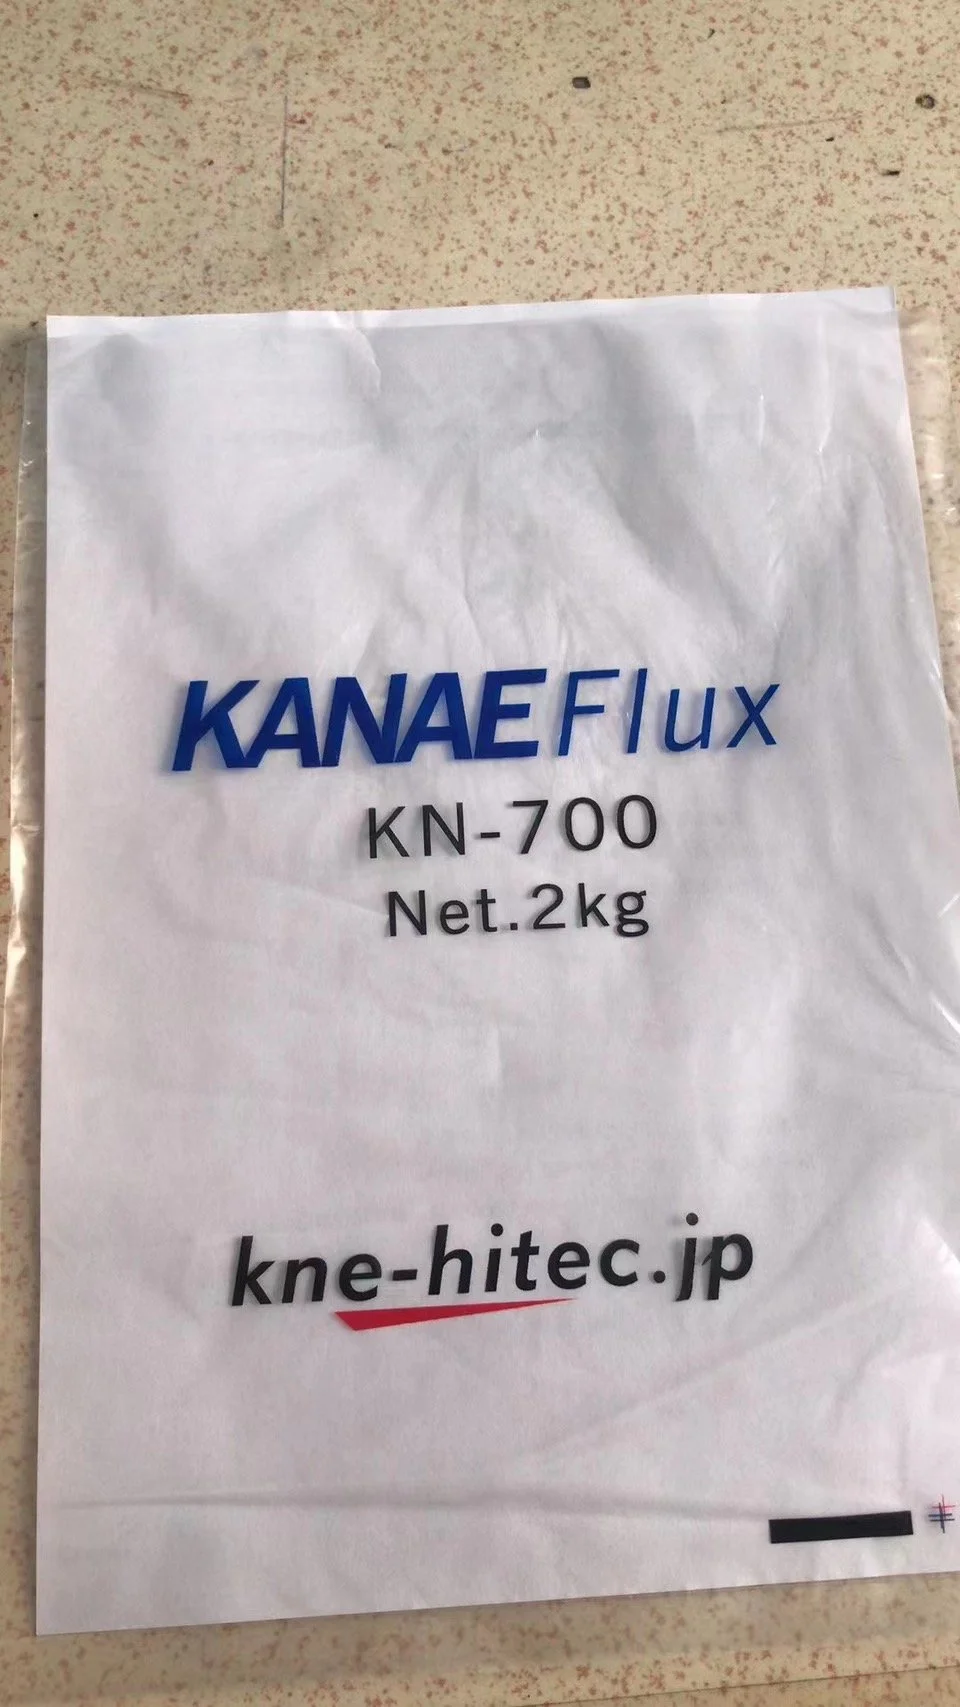 KANAE Flux
KN-700
Net.2kg
kne-hitec.jp